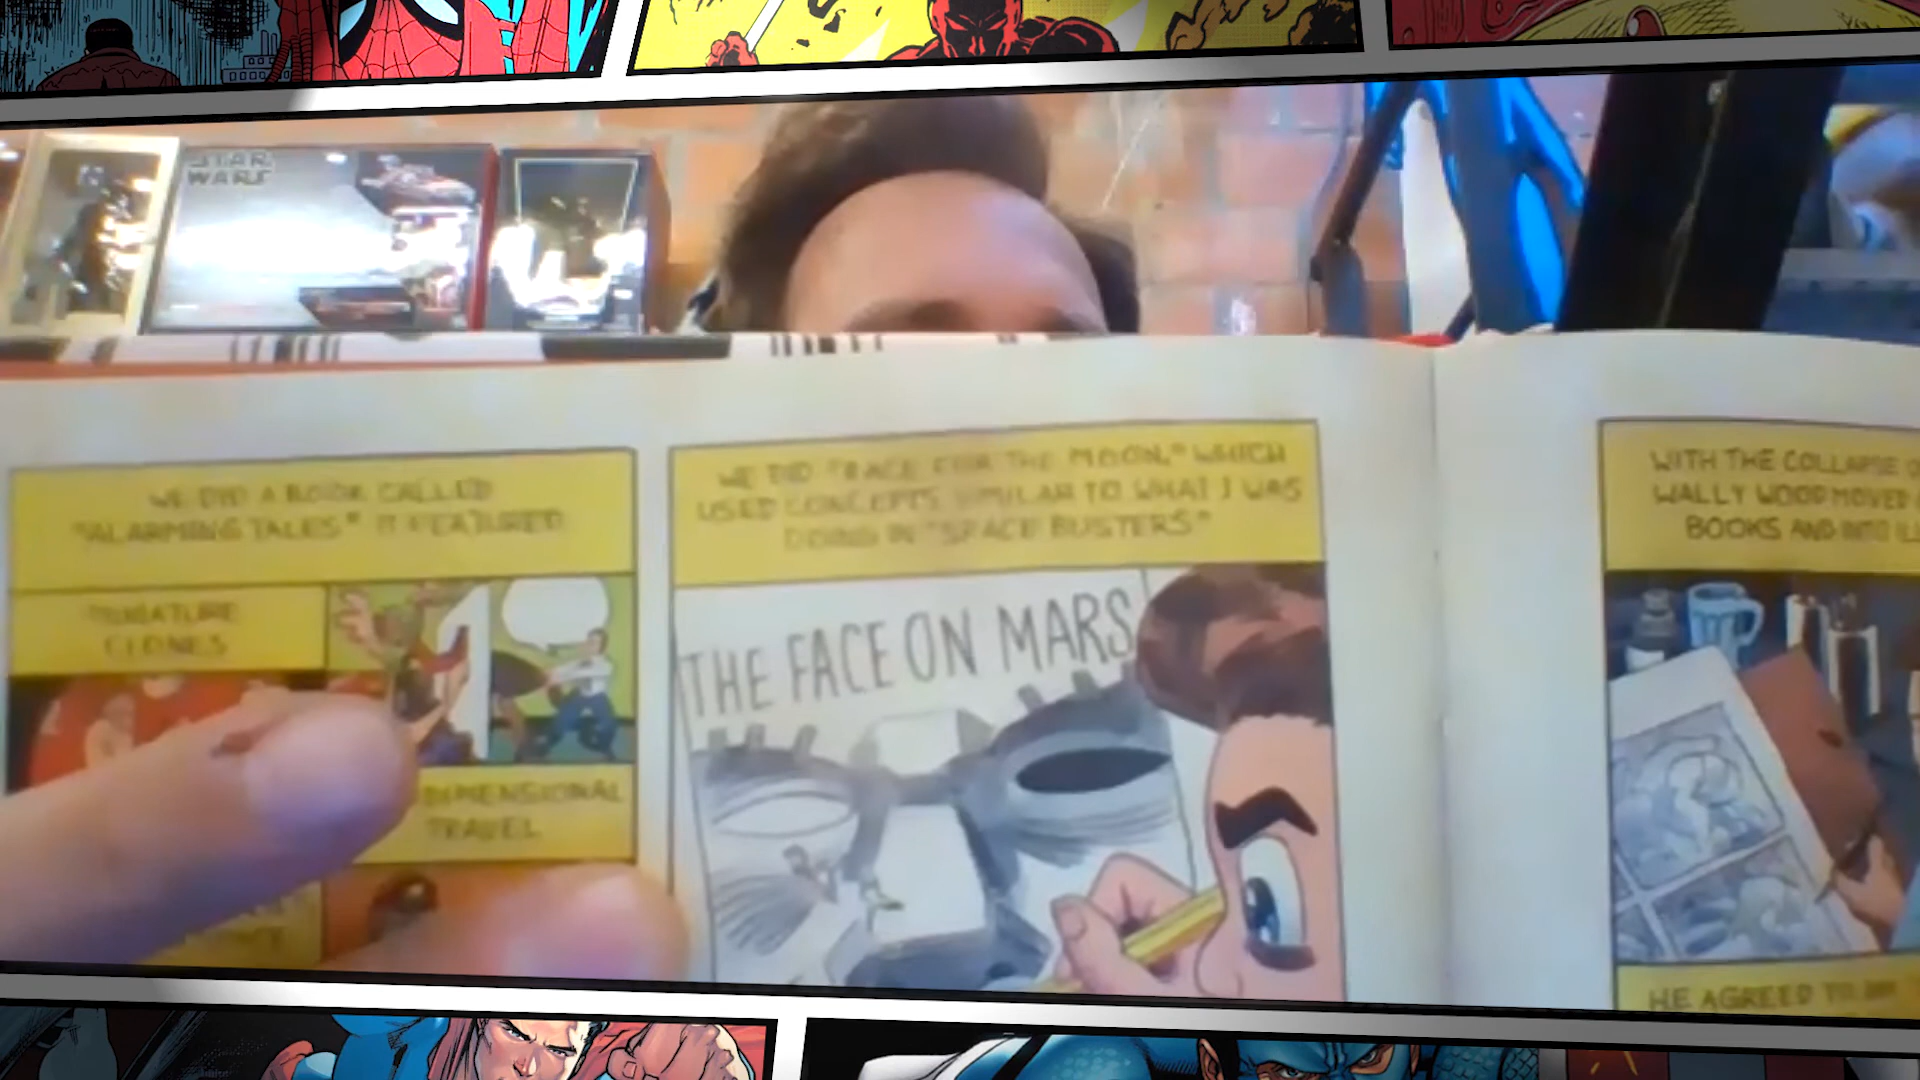 STAR
WARS
WE DID A BOOK CALLED
"ALARMING TALES" IT FEATURED
MINIATURE
CLONES
DIMENSIONAL
TRAVEL
WE DID "RACE FOR THE MOON," WHICH
USED CONCEPTS SIMILAR TO WHAT I WAS
DOING IN "SPACE BUSTERS"
THE FACE ON MARS
WITH THE COLLAPSE
WALLY WOOD MOVED
BOOKS AND INTO
HE AGREED TO